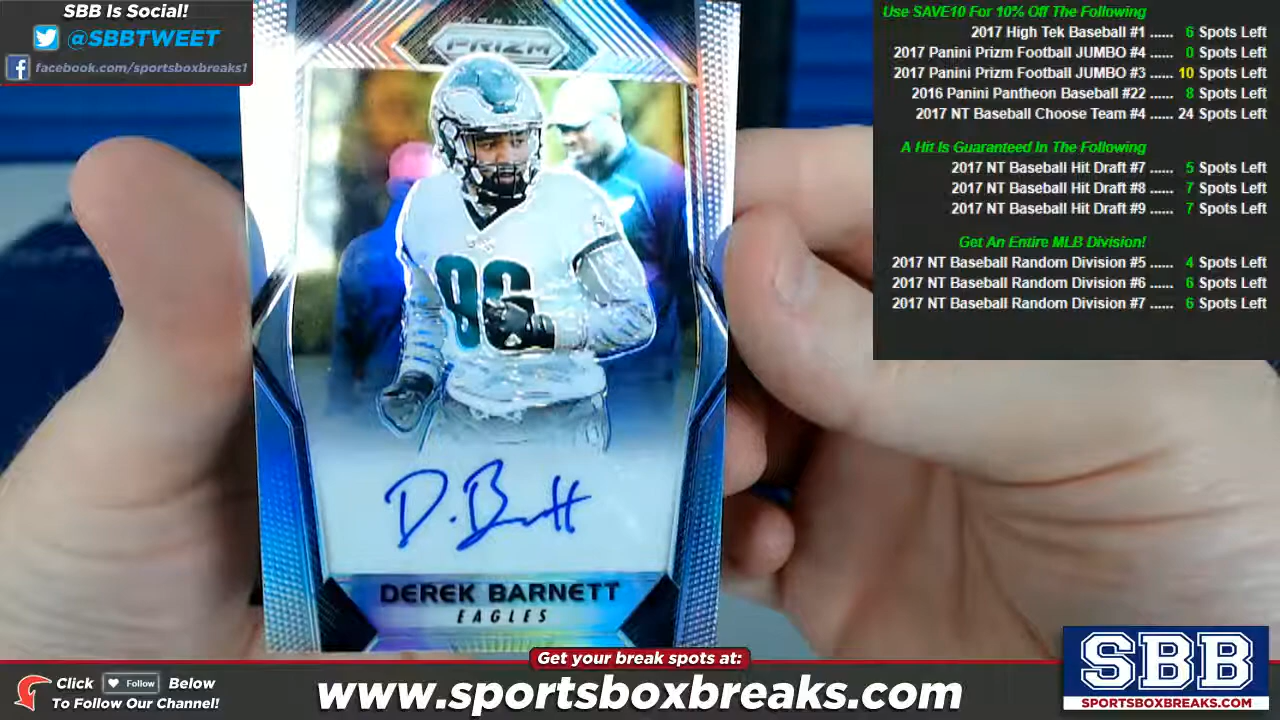 SBB Is Social!
@SBBTWEET
facebook.com/sportsboxbreaks1
PANINI
PRIZM
96
D. Barnett
DEREK BARNETT
EAGLES
Use SAVE10 For 10% Off The Following
2017 High Tek Baseball #1 ...... 6 Spots Left
2017 Panini Prizm Football JUMBO #4 ...... 0 Spots Left
2017 Panini Prizm Football JUMBO #3 ...... 10 Spots Left
2016 Panini Pantheon Baseball #22 ...... 8 Spots Left
2017 NT Baseball Choose Team #4 ...... 24 Spots Left
A Hit Is Guaranteed In The Following
2017 NT Baseball Hit Draft #7 ...... 5 Spots Left
2017 NT Baseball Hit Draft #8 ...... 7 Spots Left
2017 NT Baseball Hit Draft #9 ...... 7 Spots Left
Get An Entire MLB Division!
2017 NT Baseball Random Division #5 ...... 4 Spots Left
2017 NT Baseball Random Division #6 ...... 6 Spots Left
2017 NT Baseball Random Division #7 ...... 6 Spots Left
Get your break spots at:
Click Follow Below
To Follow Our Channel!
www.sportsboxbreaks.com
SBB
SPORTSBOXBREAKS.COM